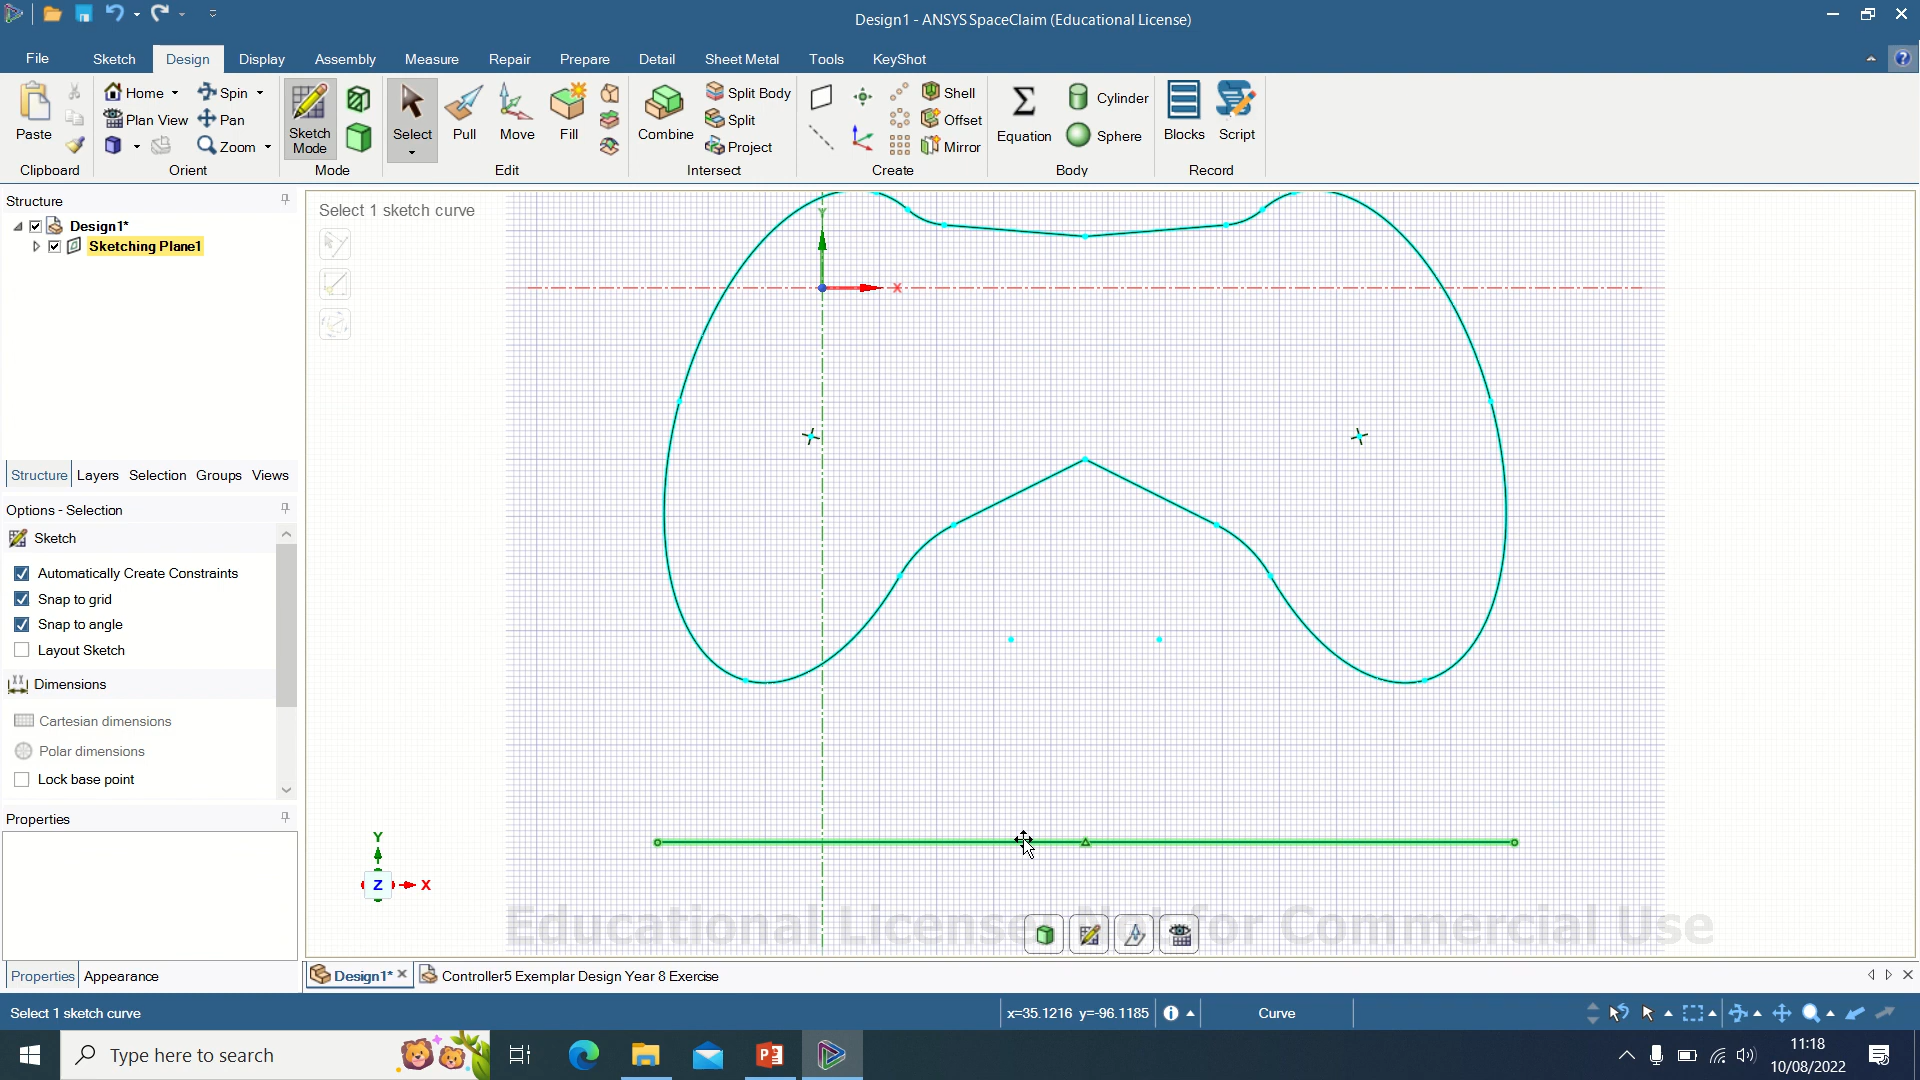 Design1 - ANSYS SpaceClaim (Educational License)
File Sketch Design Display Assembly Measure Repair Prepare Detail Sheet Metal Tools KeyShot
Paste
Clipboard
Home Spin
Plan View Pan
Zoom
Orient
Sketch Mode
Mode
Select Pull Move Fill
Edit
Combine
Split Body
Split
Project
Intersect
Shell
Offset
Mirror
Create
Equation
Cylinder
Sphere
Body
Blocks Script
Record
Structure
Design1*
Sketching Plane1
Structure Layers Selection Groups Views
Options - Selection
Sketch
Automatically Create Constraints
Snap to grid
Snap to angle
Layout Sketch
Dimensions
Cartesian dimensions
Polar dimensions
Lock base point
Properties
Properties Appearance
Select 1 sketch curve
Y
X
Y
Z X
Educational License Not for Commercial Use
Design1* Controller5 Exemplar Design Year 8 Exercise
Select 1 sketch curve x=35.1216 y=-96.1185 Curve
Type here to search
11:18
10/08/2022